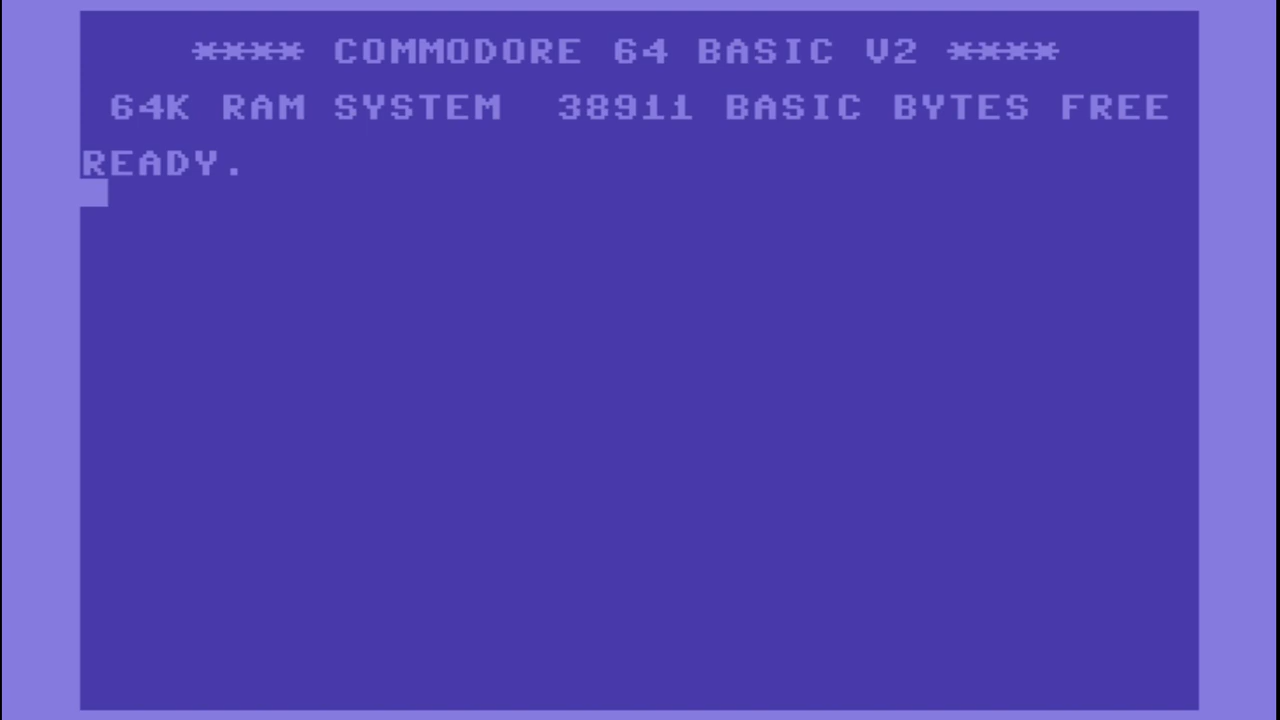 **** COMMODORE 64 BASIC V2 ****
64K RAM SYSTEM  38911 BASIC BYTES FREE
READY.